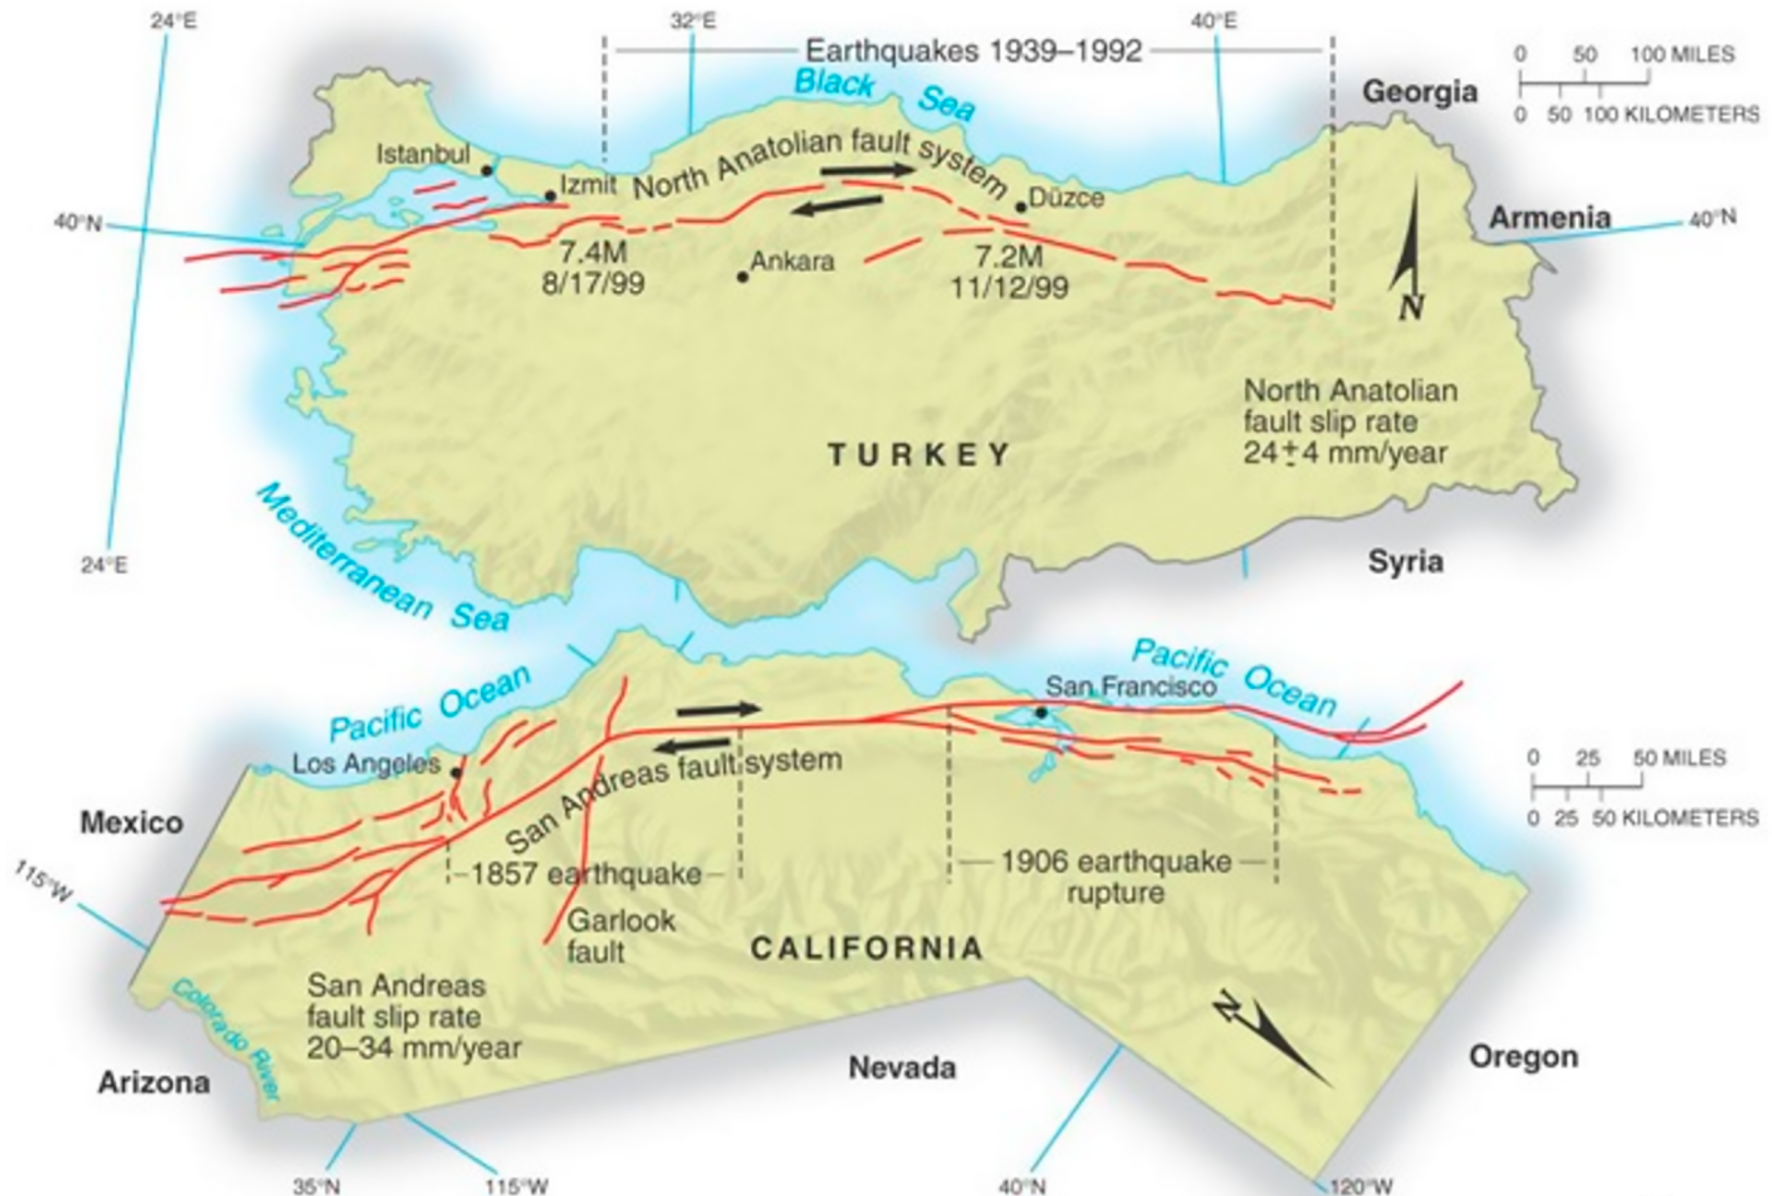 24°E
32°E
40°E
Earthquakes 1939–1992
0 50 100 MILES
0 50 100 KILOMETERS
Black Sea
Georgia
Istanbul
Izmit
North Anatolian fault system
Düzce
40°N
Armenia
40°N
7.4M
8/17/99
Ankara
7.2M
11/12/99
N
North Anatolian
fault slip rate
24±4 mm/year
TURKEY
Mediterranean Sea
24°E
Syria
Pacific Ocean
Pacific Ocean
San Francisco
Los Angeles
San Andreas fault system
0 25 50 MILES
0 25 50 KILOMETERS
Mexico
115°W
1857 earthquake
1906 earthquake
rupture
Garlook
fault
CALIFORNIA
San Andreas
fault slip rate
20–34 mm/year
Colorado River
N
Arizona
Nevada
Oregon
35°N
115°W
40°N
120°W